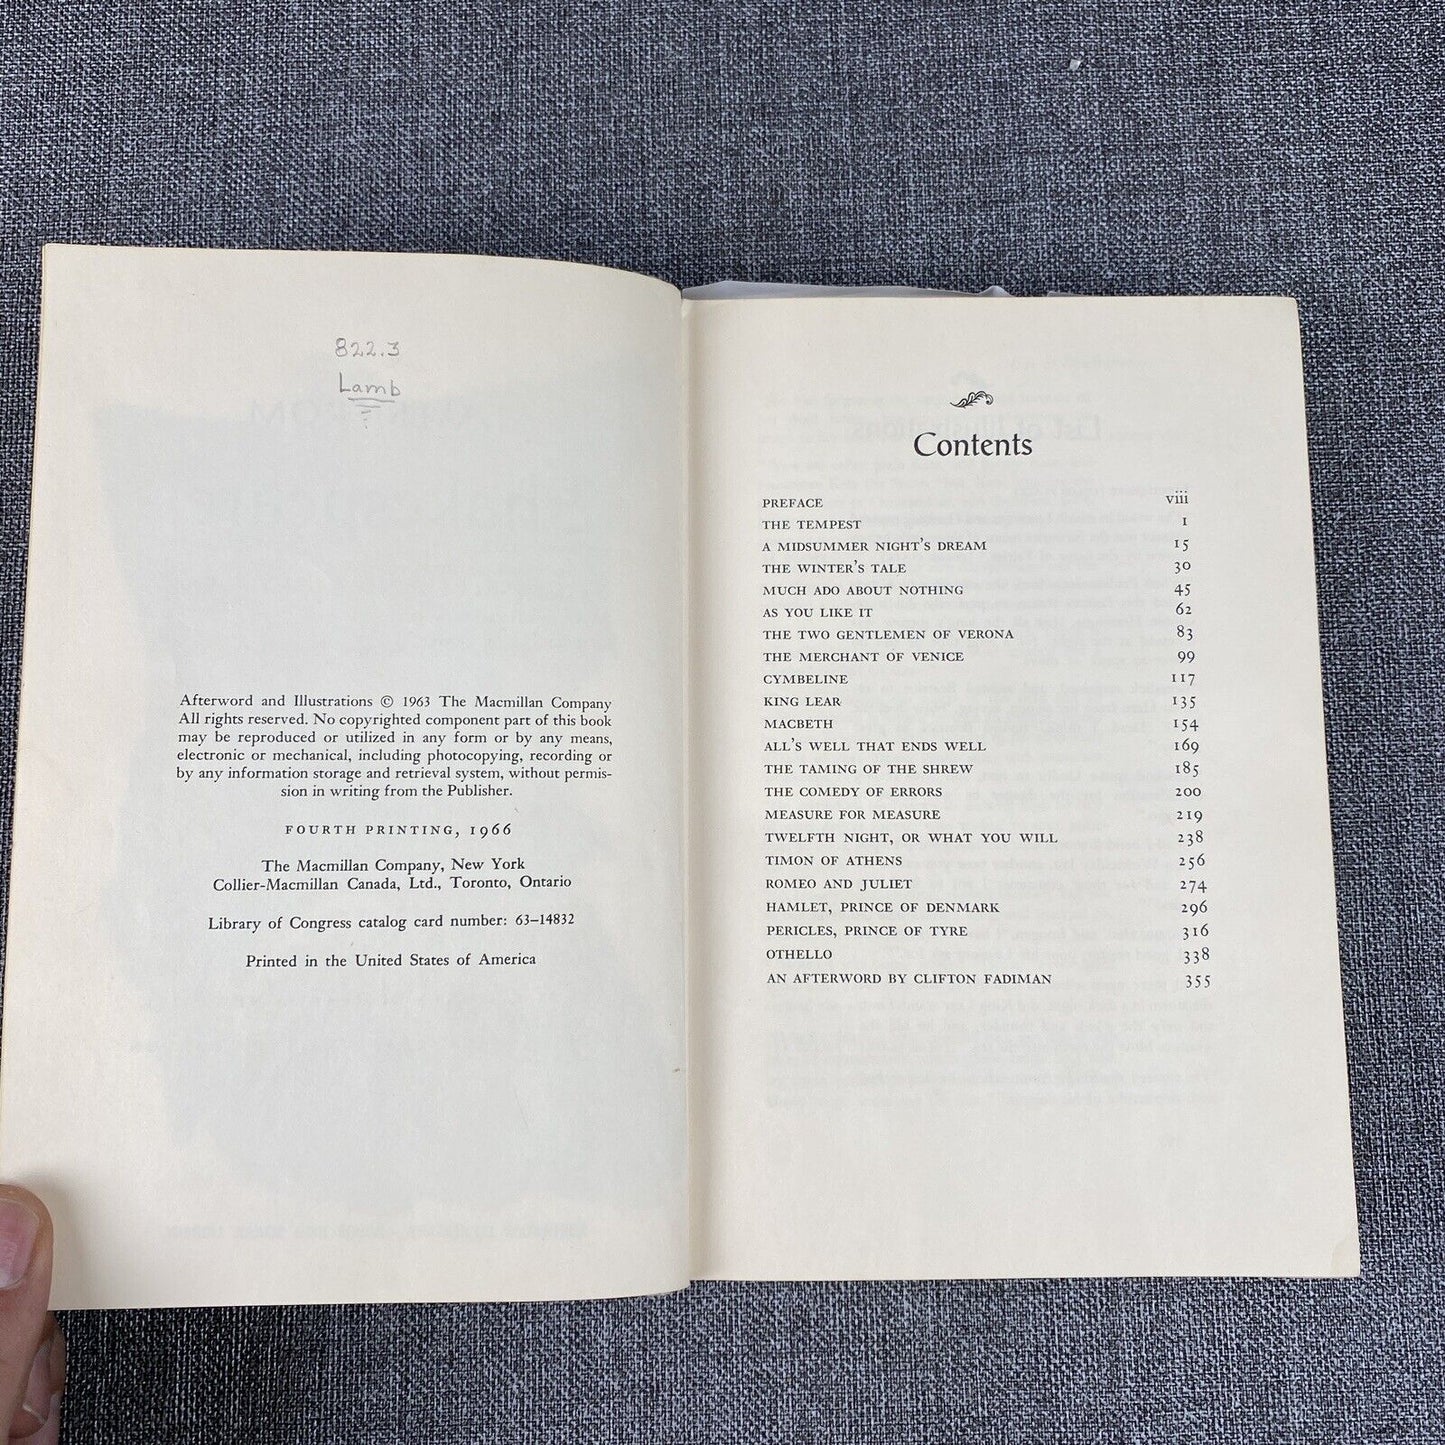 822.3
Lamb
Afterword and Illustrations © 1963 The Macmillan Company
All rights reserved. No copyrighted component part of this book
may be reproduced or utilized in any form or by any means,
electronic or mechanical, including photocopying, recording or
by any information storage and retrieval system, without permis-
sion in writing from the Publisher.
FOURTH PRINTING, 1966
The Macmillan Company, New York
Collier-Macmillan Canada, Ltd., Toronto, Ontario
Library of Congress catalog card number: 63-14832
Printed in the United States of America
Contents
PREFACE viii
THE TEMPEST 1
A MIDSUMMER NIGHT'S DREAM 15
THE WINTER'S TALE 30
MUCH ADO ABOUT NOTHING 45
AS YOU LIKE IT 62
THE TWO GENTLEMEN OF VERONA 83
THE MERCHANT OF VENICE 99
CYMBELINE 117
KING LEAR 135
MACBETH 154
ALL'S WELL THAT ENDS WELL 169
THE TAMING OF THE SHREW 185
THE COMEDY OF ERRORS 200
MEASURE FOR MEASURE 219
TWELFTH NIGHT, OR WHAT YOU WILL 238
TIMON OF ATHENS 256
ROMEO AND JULIET 274
HAMLET, PRINCE OF DENMARK 296
PERICLES, PRINCE OF TYRE 316
OTHELLO 338
AN AFTERWORD BY CLIFTON FADIMAN 355